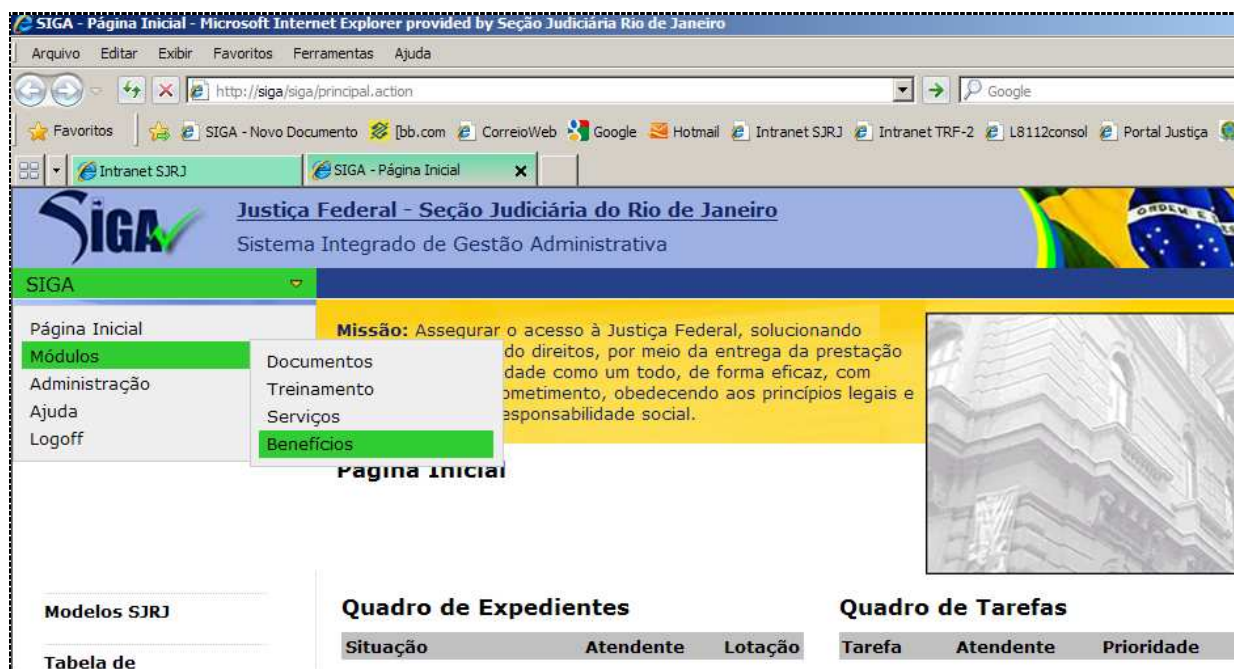 SIGA - Página Inicial - Microsoft Internet Explorer provided by Seção Judiciária Rio de Janeiro
Arquivo Editar Exibir Favoritos Ferramentas Ajuda
http://siga/siga/principal.action Google
Favoritos SIGA - Novo Documento [bb.com CorreioWeb Google Hotmail Intranet SJRJ Intranet TRF-2 L8112consol Portal Justiça
Intranet SJRJ SIGA - Página Inicial
SIGA Justiça Federal - Seção Judiciária do Rio de Janeiro
Sistema Integrado de Gestão Administrativa
ORDEM E
SIGA
Página Inicial
Módulos
Administração
Ajuda
Logoff
Documentos
Treinamento
Serviços
Benefícios
Missão: Assegurar o acesso à Justiça Federal, solucionando
do direitos, por meio da entrega da prestação
dade como um todo, de forma eficaz, com
ometimento, obedecendo aos princípios legais e
esponsabilidade social.
Página Inicial
Modelos SJRJ
Tabela de
Quadro de Expedientes
Situação Atendente Lotação
Quadro de Tarefas
Tarefa Atendente Prioridade